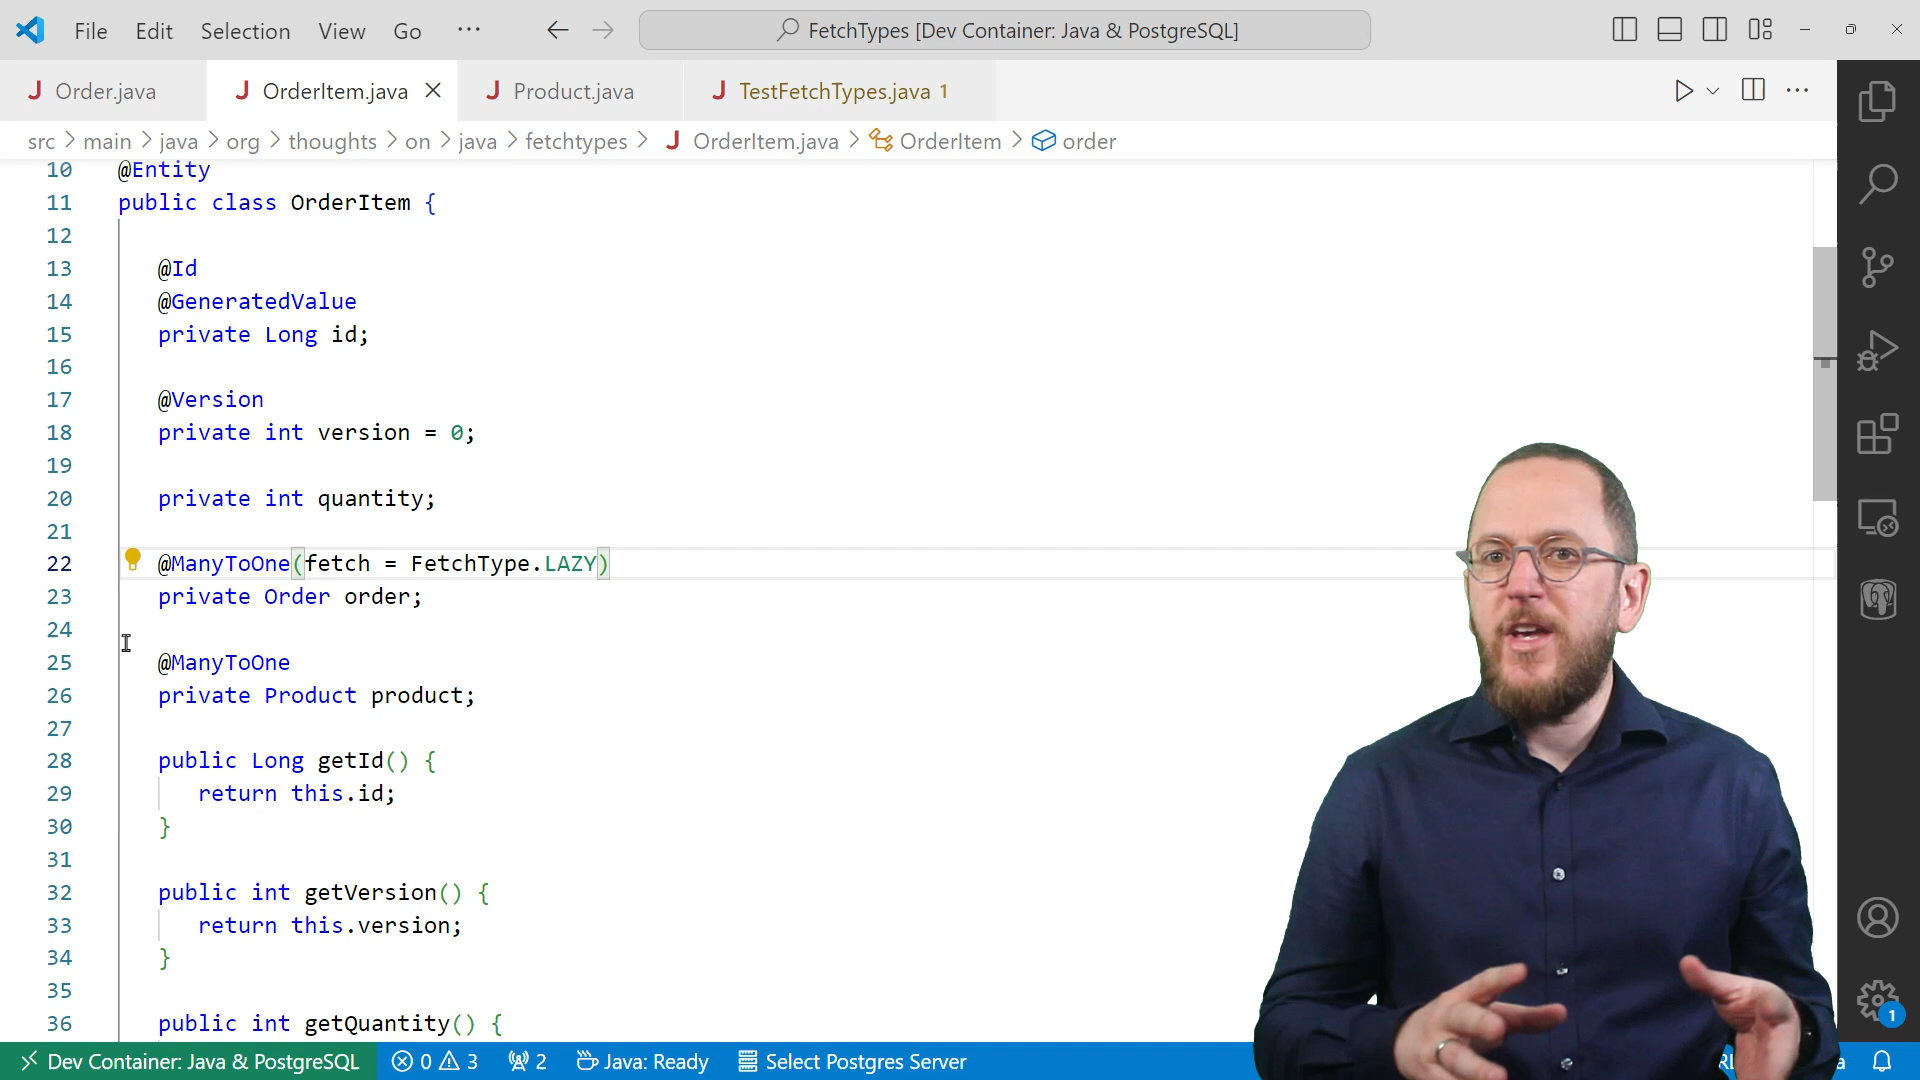 File Edit Selection View Go ··· FetchTypes [Dev Container: Java & PostgreSQL]
J Order.java J OrderItem.java J Product.java J TestFetchTypes.java 1
src > main > java > org > thoughts > on > java > fetchtypes > J OrderItem.java > OrderItem > order
10 @Entity
11 public class OrderItem {
12
13 @Id
14 @GeneratedValue
15 private Long id;
16
17 @Version
18 private int version = 0;
19
20 private int quantity;
21
22 @ManyToOne(fetch = FetchType.LAZY)
23 private Order order;
24
25 @ManyToOne
26 private Product product;
27
28 public Long getId() {
29 return this.id;
30 }
31
32 public int getVersion() {
33 return this.version;
34 }
35
36 public int getQuantity() {
1
Dev Container: Java & PostgreSQL 0 3 2 Java: Ready Select Postgres Server